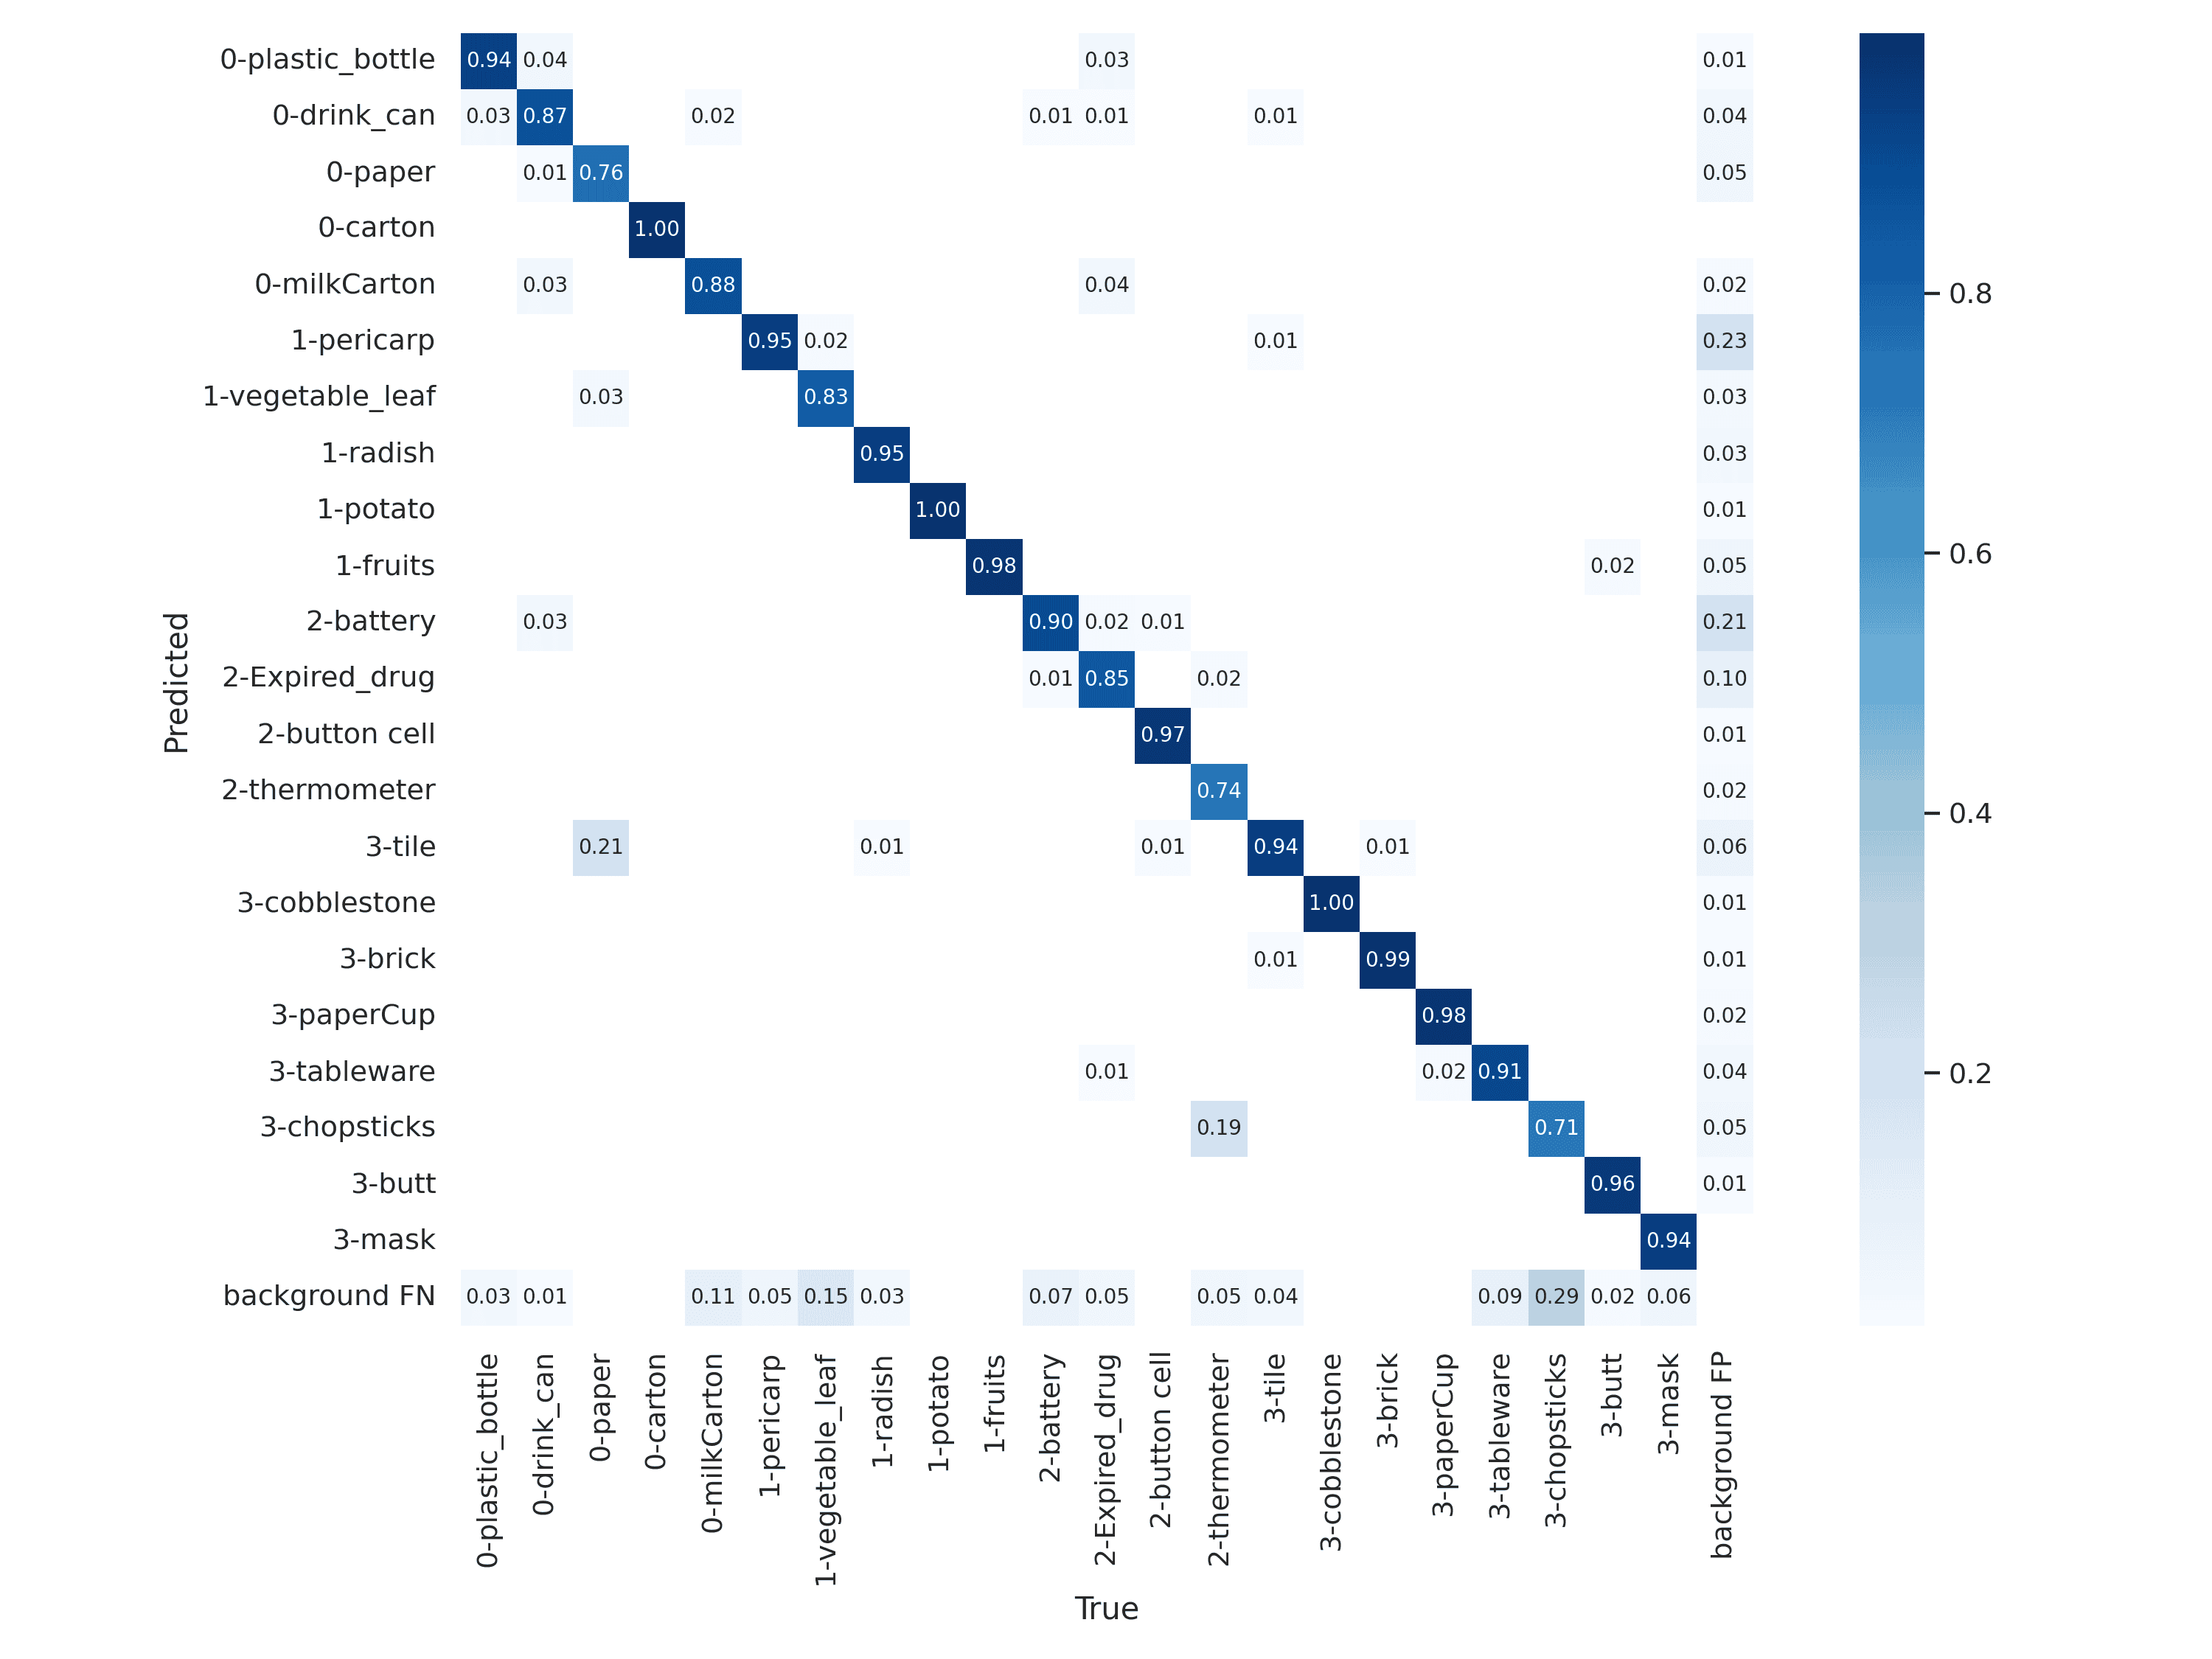 0-plastic_bottle 0.94 0.04 0.03 0.01
0-drink_can 0.03 0.87 0.02 0.01 0.01 0.01 0.04
0-paper 0.01 0.76 0.05
0-carton 1.00
0-milkCarton 0.03 0.88 0.04 0.02
1-pericarp 0.95 0.02 0.01 0.23
1-vegetable_leaf 0.03 0.83 0.03
1-radish 0.95 0.03
1-potato 1.00 0.01
1-fruits 0.98 0.02 0.05
2-battery 0.03 0.90 0.02 0.01 0.21
2-Expired_drug 0.01 0.85 0.02 0.10
2-button cell 0.97 0.01
2-thermometer 0.74 0.02
3-tile 0.21 0.01 0.01 0.94 0.01 0.06
3-cobblestone 1.00 0.01
3-brick 0.01 0.99 0.01
3-paperCup 0.98 0.02
3-tableware 0.01 0.02 0.91 0.04
3-chopsticks 0.19 0.71 0.05
3-butt 0.96 0.01
3-mask 0.94
background FN 0.03 0.01 0.11 0.05 0.15 0.03 0.07 0.05 0.05 0.04 0.09 0.29 0.02 0.06
Predicted
0-plastic_bottle
0-drink_can
0-paper
0-carton
0-milkCarton
1-pericarp
1-vegetable_leaf
1-radish
1-potato
1-fruits
2-battery
2-Expired_drug
2-button cell
2-thermometer
3-tile
3-cobblestone
3-brick
3-paperCup
3-tableware
3-chopsticks
3-butt
3-mask
background FP
True
0.8
0.6
0.4
0.2